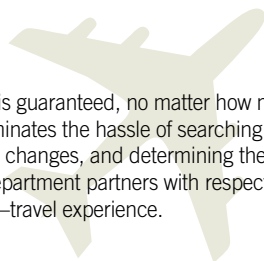 is guaranteed, no matter how
minates the hassle of searching
changes, and determining the
epartment partners with respec
–travel experience.